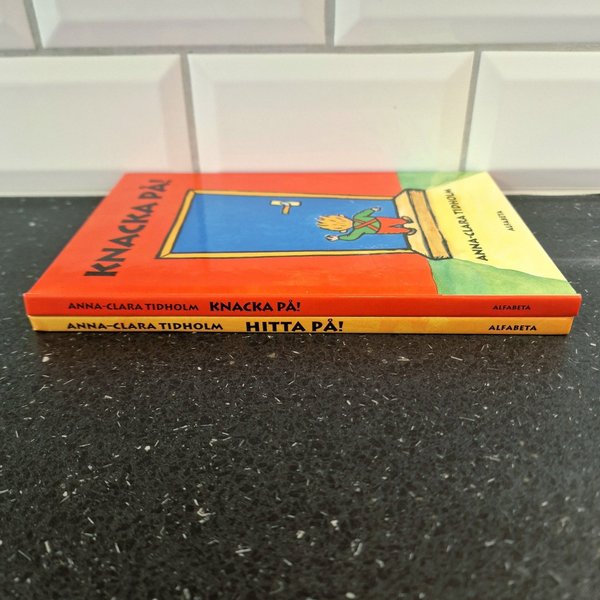 KNACKA PÅ!
ANNA-CLARA TIDHOLM
ALFABETA
ANNA-CLARA TIDHOLM KNACKA PÅ! ALFABETA
ANNA-CLARA TIDHOLM HITTA PÅ! ALFABETA